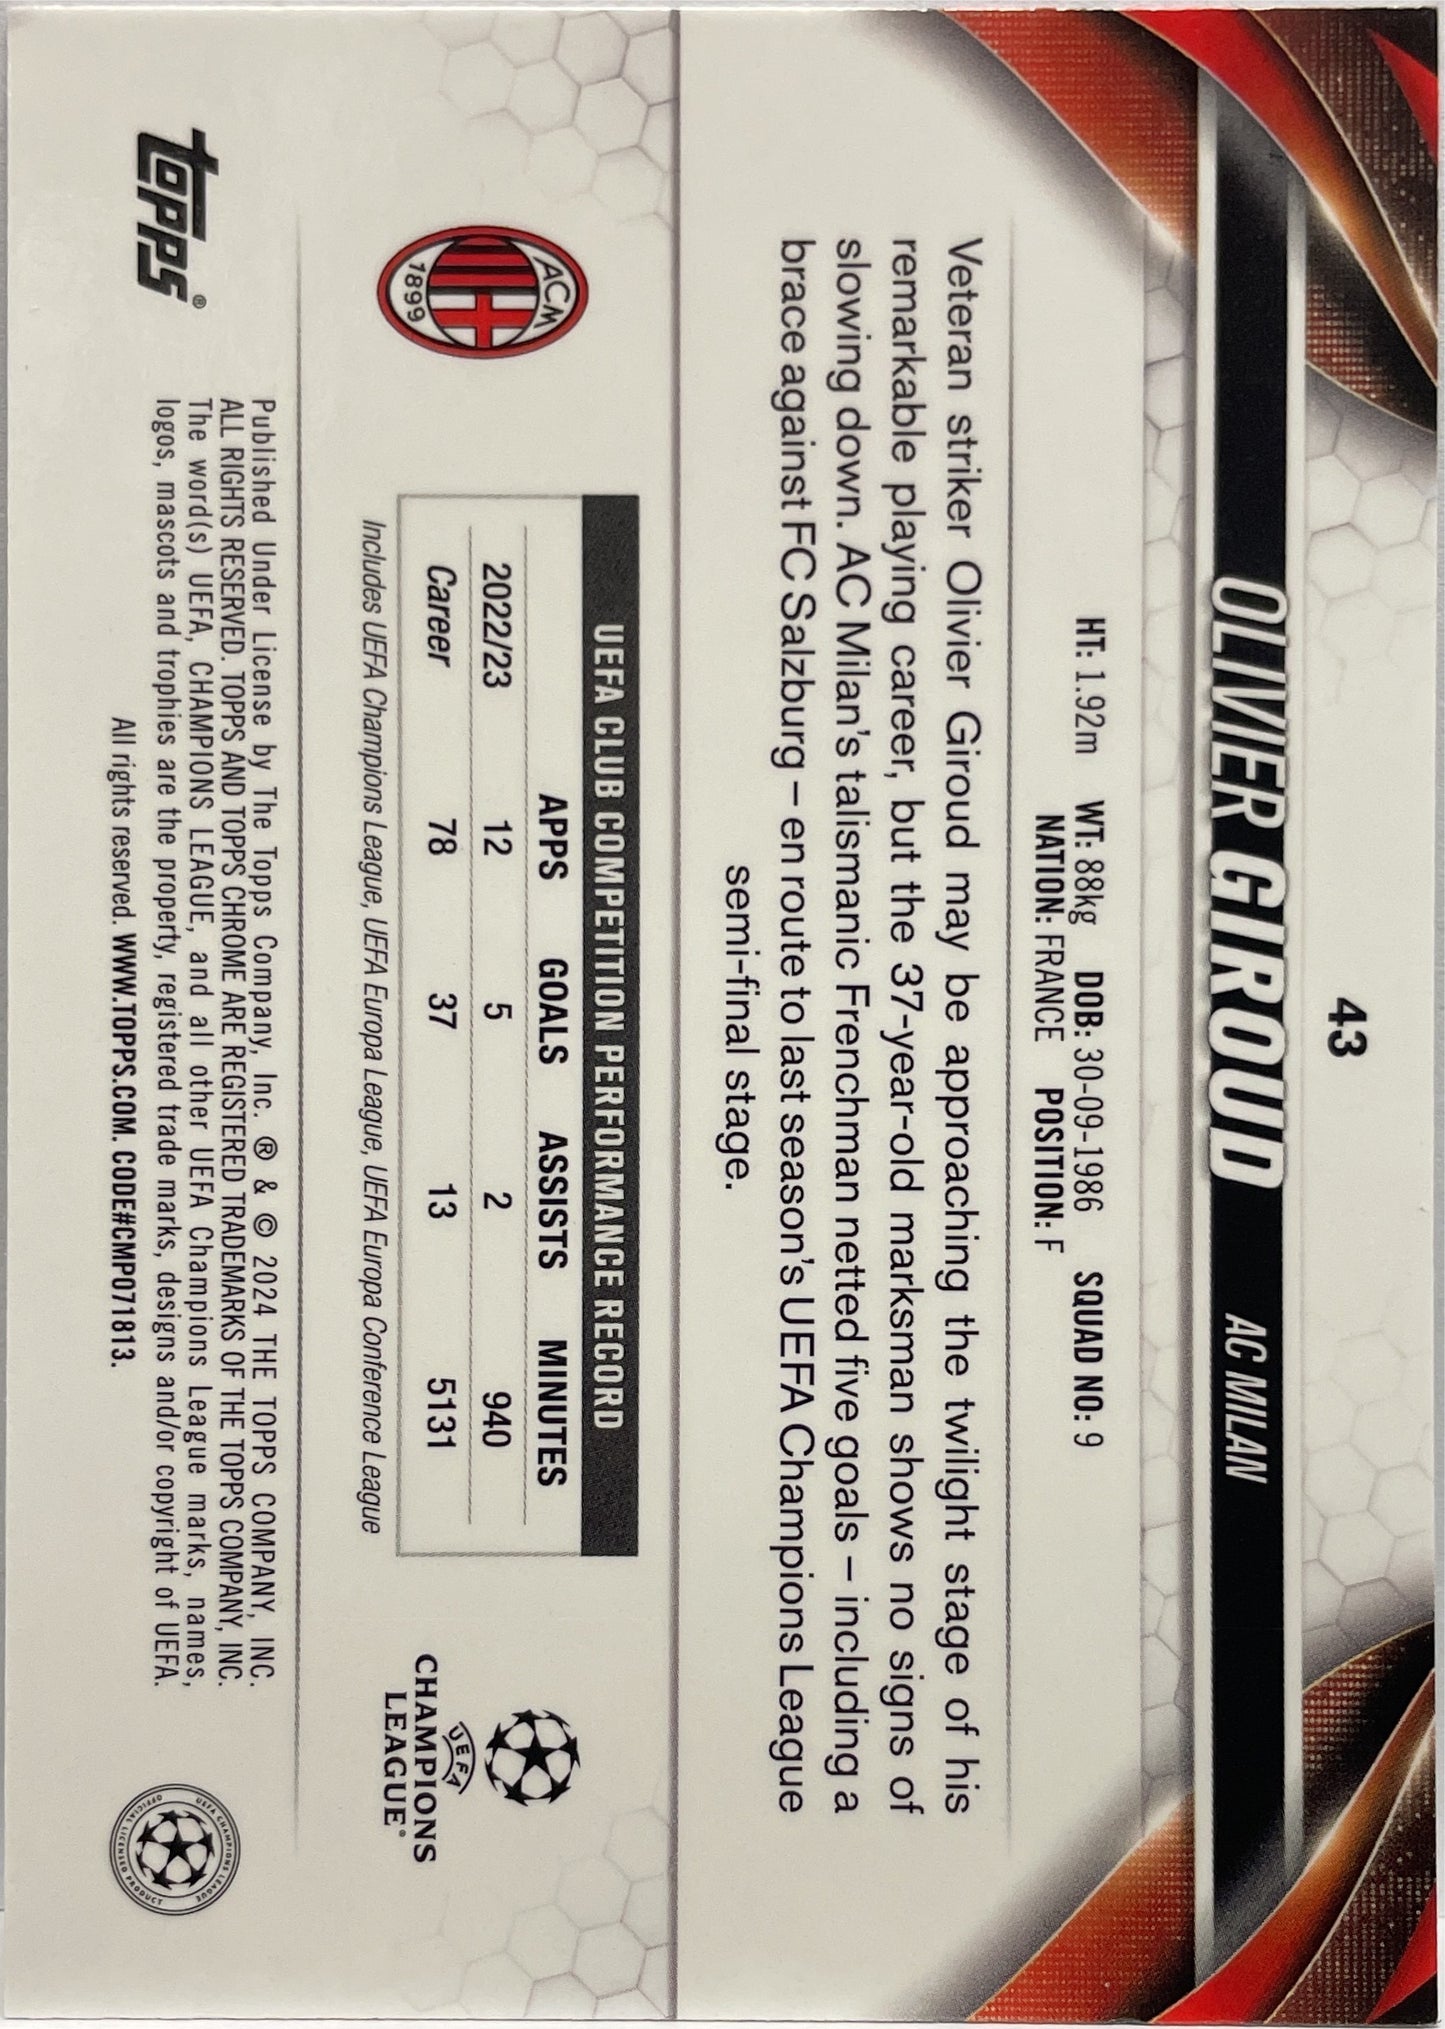 43
OLIVIER GIROUD AC MILAN
HT: 1.92m WT: 88kg DOB: 30-09-1986 SQUAD NO: 9
NATION: FRANCE POSITION: F
Veteran striker Olivier Giroud may be approaching the twilight stage of his
remarkable playing career, but the 37-year-old marksman shows no signs of
slowing down. AC Milan’s talismanic Frenchman netted five goals – including a
brace against FC Salzburg – en route to last season’s UEFA Champions League
semi-final stage.
ACM
1899
UEFA CLUB COMPETITION PERFORMANCE RECORD
APPS GOALS ASSISTS MINUTES
2022/23 12 5 2 940
Career 78 37 13 5131
Includes UEFA Champions League, UEFA Europa League, UEFA Europa Conference League
UEFA
CHAMPIONS
LEAGUE®
Topps®
Published Under License by The Topps Company, Inc. ® & © 2024 THE TOPPS COMPANY, INC.
ALL RIGHTS RESERVED. TOPPS AND TOPPS CHROME ARE REGISTERED TRADEMARKS OF THE TOPPS COMPANY, INC.
The word(s) UEFA, CHAMPIONS LEAGUE, and all other UEFA Champions League marks, names,
logos, mascots and trophies are the property, registered trade marks, designs and/or copyright of UEFA.
All rights reserved. WWW.TOPPS.COM. CODE#CMP071813.
UEFA CHAMPIONS LEAGUE
OFFICIAL LICENSED PRODUCT